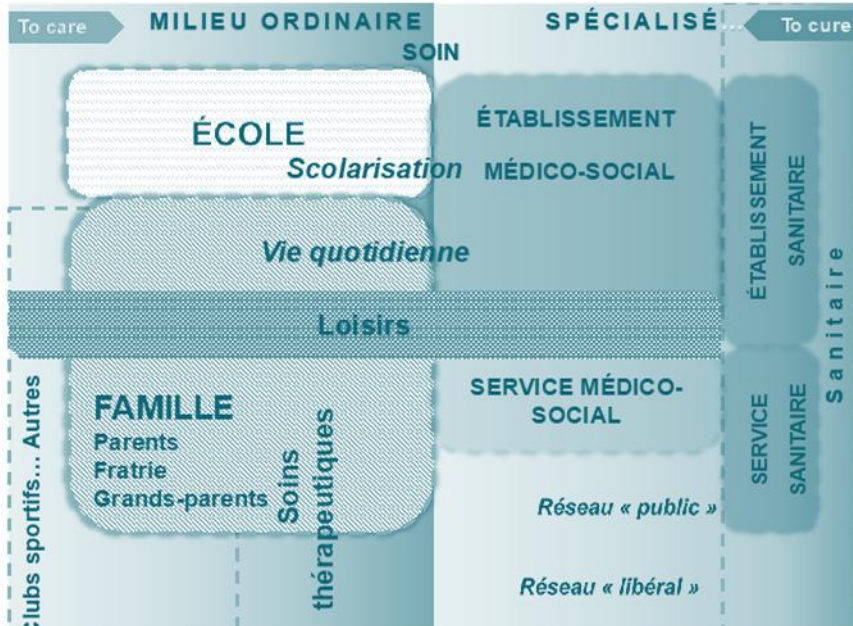 To care
MILIEU ORDINAIRE
SPÉCIALISÉ...
To cure
SOIN
ÉCOLE
Scolarisation
ÉTABLISSEMENT
MÉDICO-SOCIAL
ÉTABLISSEMENT
SANITAIRE
Sanitaire
Vie quotidienne
Loisirs
FAMILLE
Parents
Fratrie
Grands-parents
Soins
thérapeutiques
SERVICE MÉDICO-
SOCIAL
SERVICE
SANITAIRE
Réseau « public »
Réseau « libéral »
Clubs sportifs... Autres